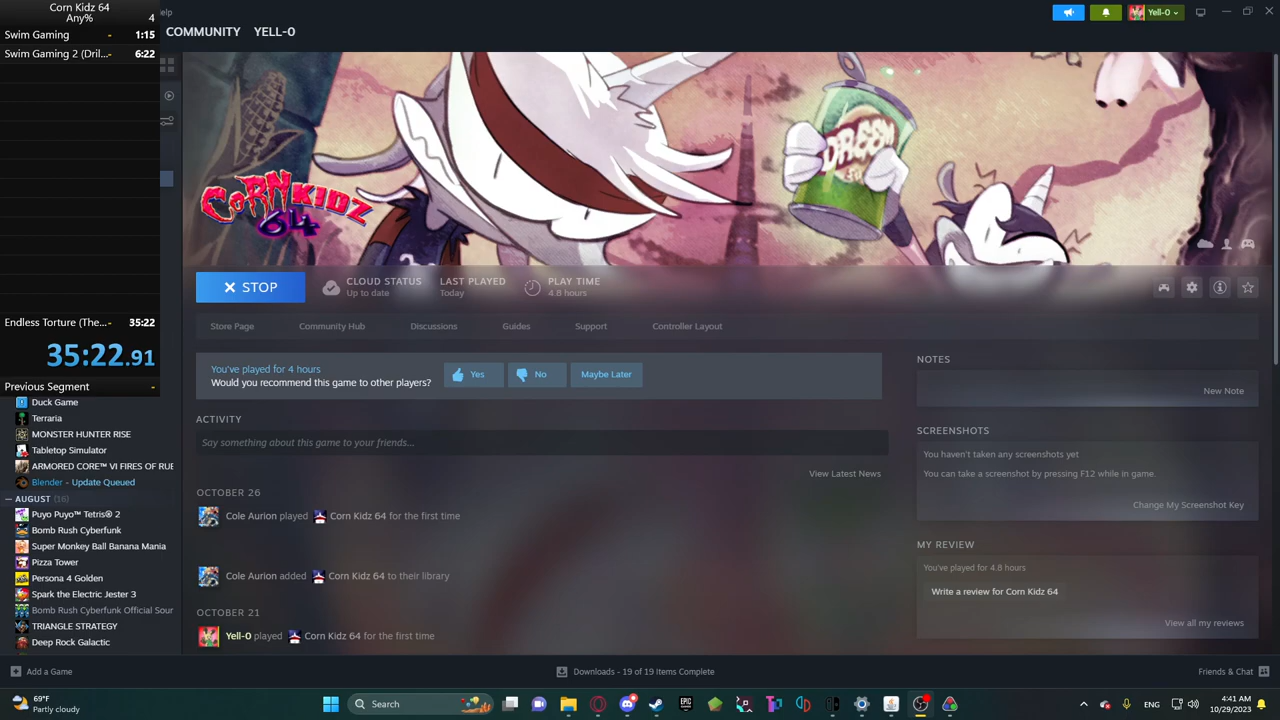 Corn Kidz 64
Any%
4
Swim Gaming - 1:15
Swim Gaming 2 (Dril... - 6:22
Endless Torture (The... 35:22
35:22.91
Previous Segment -
COMMUNITY YELL-0
Yell-0
DREEM
CORN KIDZ
64
STOP
CLOUD STATUS
Up to date
LAST PLAYED
Today
PLAY TIME
4.8 hours
Store Page Community Hub Discussions Guides Support Controller Layout
You've played for 4 hours
Would you recommend this game to other players?
Yes No Maybe Later
ACTIVITY
Say something about this game to your friends...
View Latest News
OCTOBER 26
Cole Aurion played Corn Kidz 64 for the first time
Cole Aurion added Corn Kidz 64 to their library
OCTOBER 21
Yell-0 played Corn Kidz 64 for the first time
NOTES
New Note
SCREENSHOTS
You haven't taken any screenshots yet
You can take a screenshot by pressing F12 while in game.
Change My Screenshot Key
MY REVIEW
You've played for 4.8 hours
Write a review for Corn Kidz 64
View all my reviews
Duck Game
Terraria
MONSTER HUNTER RISE
Tabletop Simulator
ARMORED CORE™ VI FIRES OF RUB
Blender - Update Queued
AUGUST (16)
Puyo Puyo™ Tetris® 2
Bomb Rush Cyberfunk
Super Monkey Ball Banana Mania
Pizza Tower
Persona 4 Golden
Spark the Electric Jester 3
Bomb Rush Cyberfunk Official Soun
TRIANGLE STRATEGY
Deep Rock Galactic
Add a Game
Downloads - 19 of 19 Items Complete
Friends & Chat
69°F
Partly cloudy
Search
EPIC
ENG
4:41 AM
10/29/2023